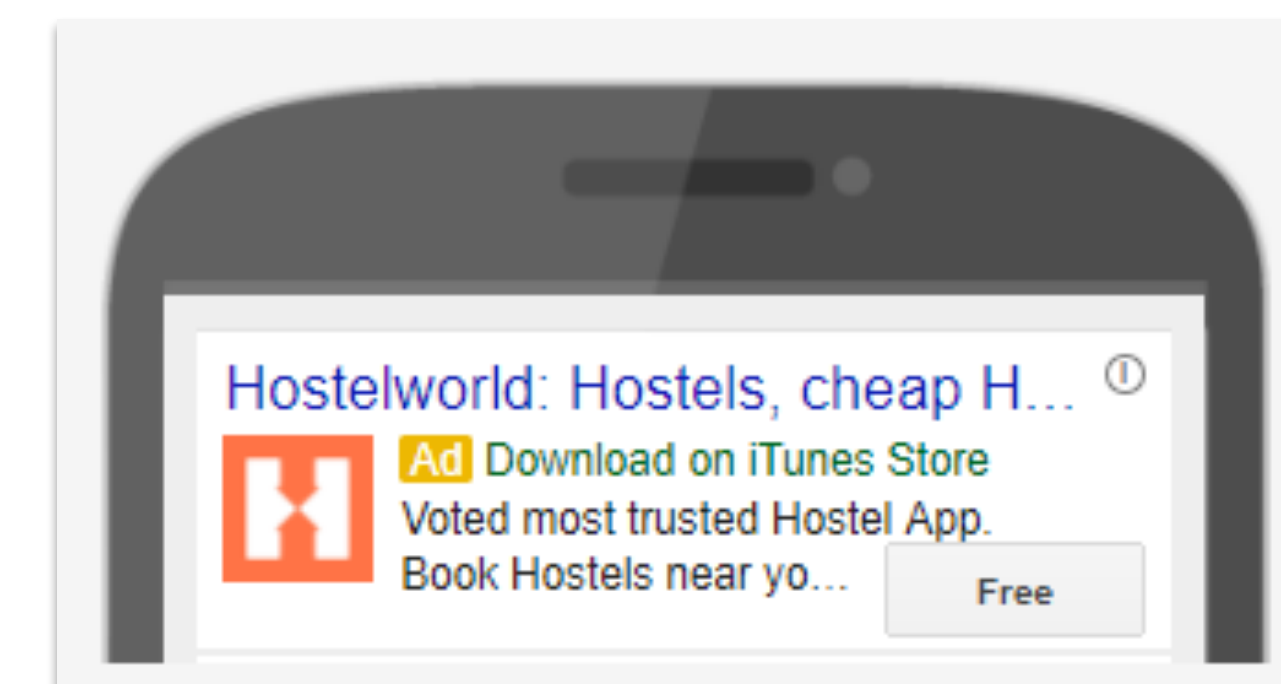 Hostelworld: Hostels, cheap H...
Ad Download on iTunes Store
Voted most trusted Hostel App.
Book Hostels near yo...
Free